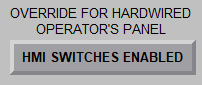 OVERRIDE FOR HARDWIRED
OPERATOR'S PANEL
HMI SWITCHES ENABLED